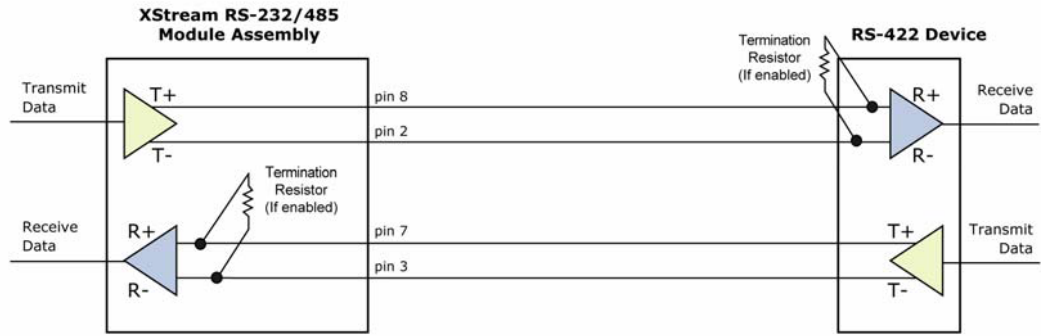 XStream RS-232/485
Module Assembly
RS-422 Device
Termination
Resistor
(If enabled)
Transmit
Data
T+
T-
pin 8
pin 2
R+
R-
Receive
Data
Termination
Resistor
(If enabled)
Receive
Data
R+
R-
pin 7
pin 3
T+
T-
Transmit
Data